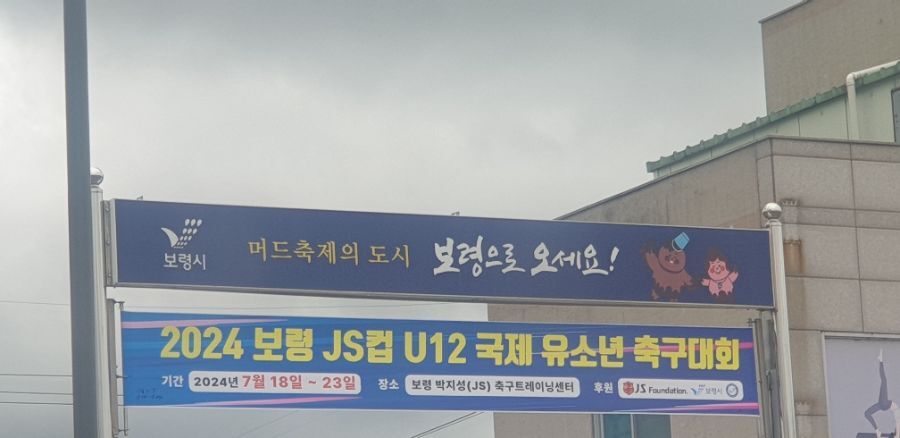 보령시
머드축제의 도시 보령으로 오세요!
2024 보령 JS컵 U12 국제 유소년 축구대회
기간 2024년 7월 18일 ~ 23일 장소 보령 박지성(JS) 축구트레이닝센터 후원 JS Foundation. 보령시